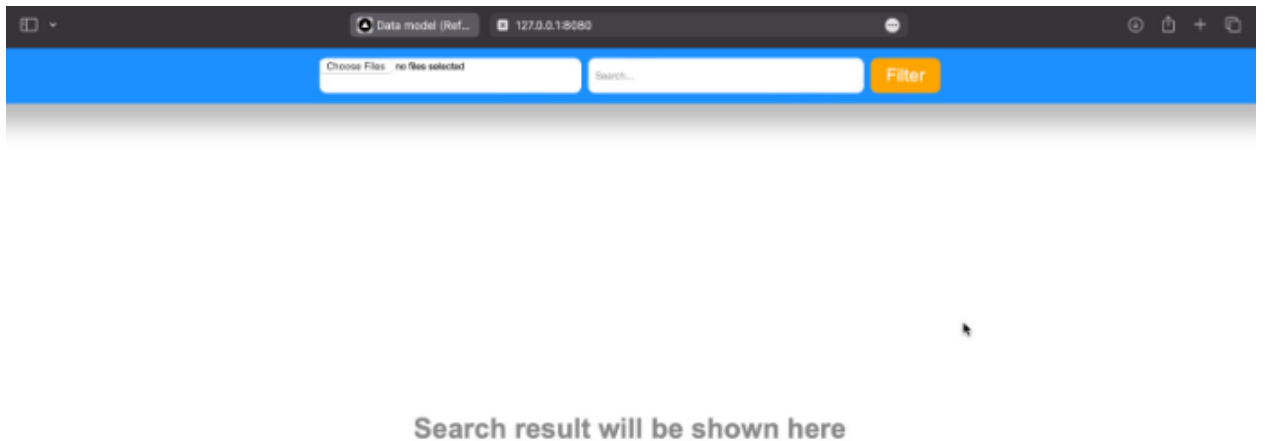 Data model (Ref... 127.0.0.1:8080
Choose Files no files selected Search... Filter
Search result will be shown here